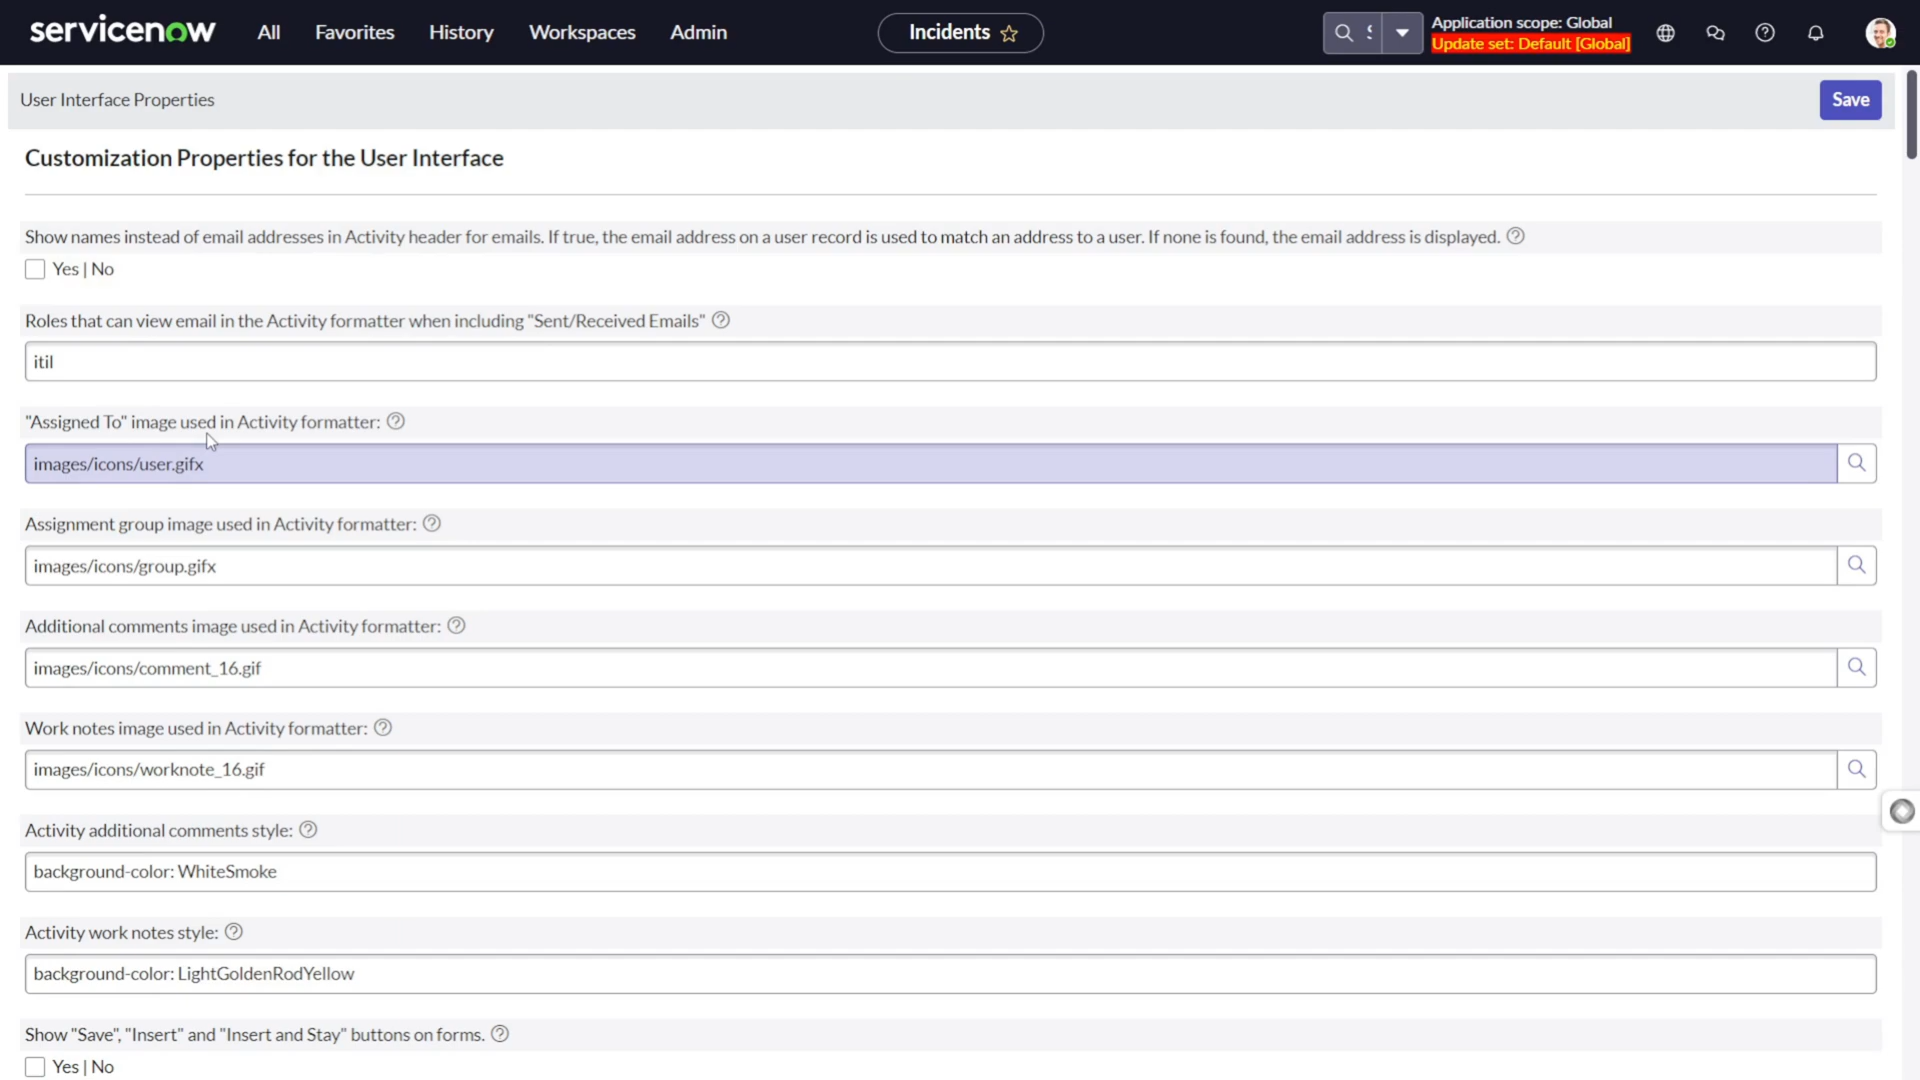 servicenow All Favorites History Workspaces Admin Incidents Application scope: Global
Update set: Default [Global]
User Interface Properties Save
Customization Properties for the User Interface
Show names instead of email addresses in Activity header for emails. If true, the email address on a user record is used to match an address to a user. If none is found, the email address is displayed.
Yes | No
Roles that can view email in the Activity formatter when including "Sent/Received Emails"
itil
"Assigned To" image used in Activity formatter:
images/icons/user.gifx
Assignment group image used in Activity formatter:
images/icons/group.gifx
Additional comments image used in Activity formatter:
images/icons/comment_16.gif
Work notes image used in Activity formatter:
images/icons/worknote_16.gif
Activity additional comments style:
background-color: WhiteSmoke
Activity work notes style:
background-color: LightGoldenRodYellow
Show "Save", "Insert" and "Insert and Stay" buttons on forms.
Yes | No